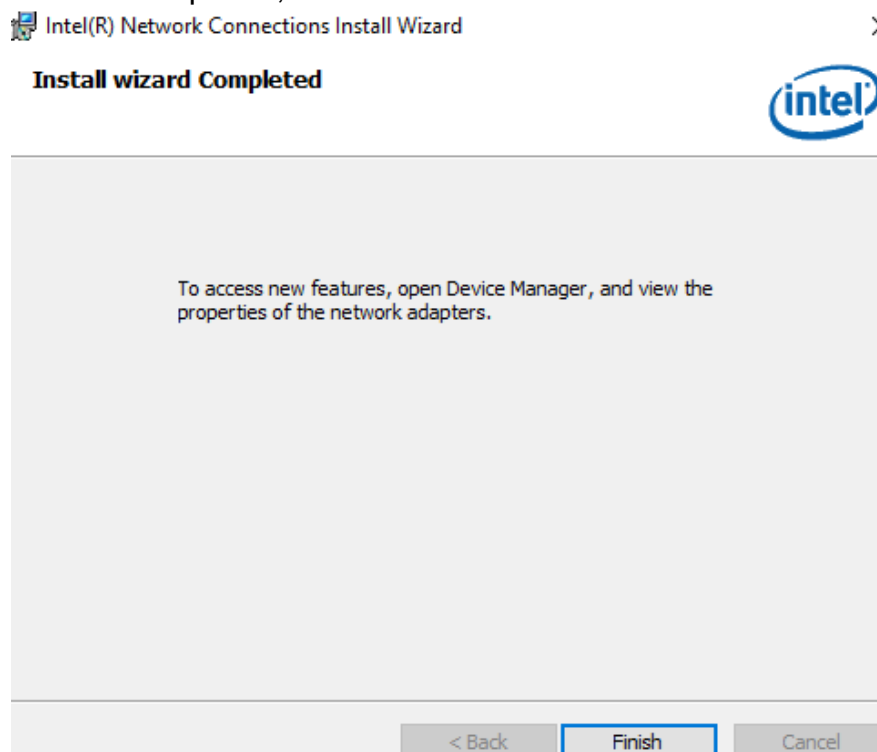 Intel(R) Network Connections Install Wizard
Install wizard Completed
intel
To access new features, open Device Manager, and view the
properties of the network adapters.
< Back
Finish
Cancel